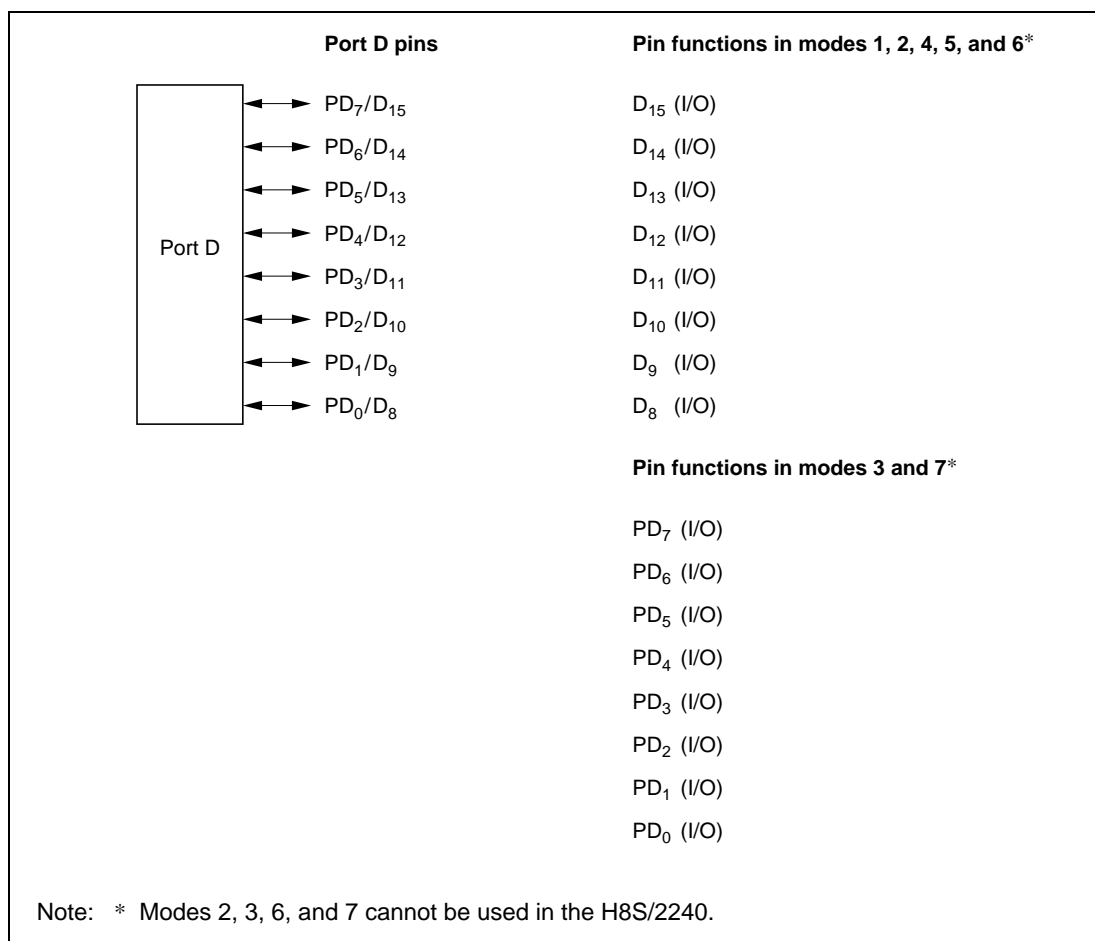 Port D pins Pin functions in modes 1, 2, 4, 5, and 6*
PD7/D15 D15 (I/O)
PD6/D14 D14 (I/O)
PD5/D13 D13 (I/O)
PD4/D12 D12 (I/O)
Port D
PD3/D11 D11 (I/O)
PD2/D10 D10 (I/O)
PD1/D9 D9 (I/O)
PD0/D8 D8 (I/O)
Pin functions in modes 3 and 7*
PD7 (I/O)
PD6 (I/O)
PD5 (I/O)
PD4 (I/O)
PD3 (I/O)
PD2 (I/O)
PD1 (I/O)
PD0 (I/O)
Note: * Modes 2, 3, 6, and 7 cannot be used in the H8S/2240.